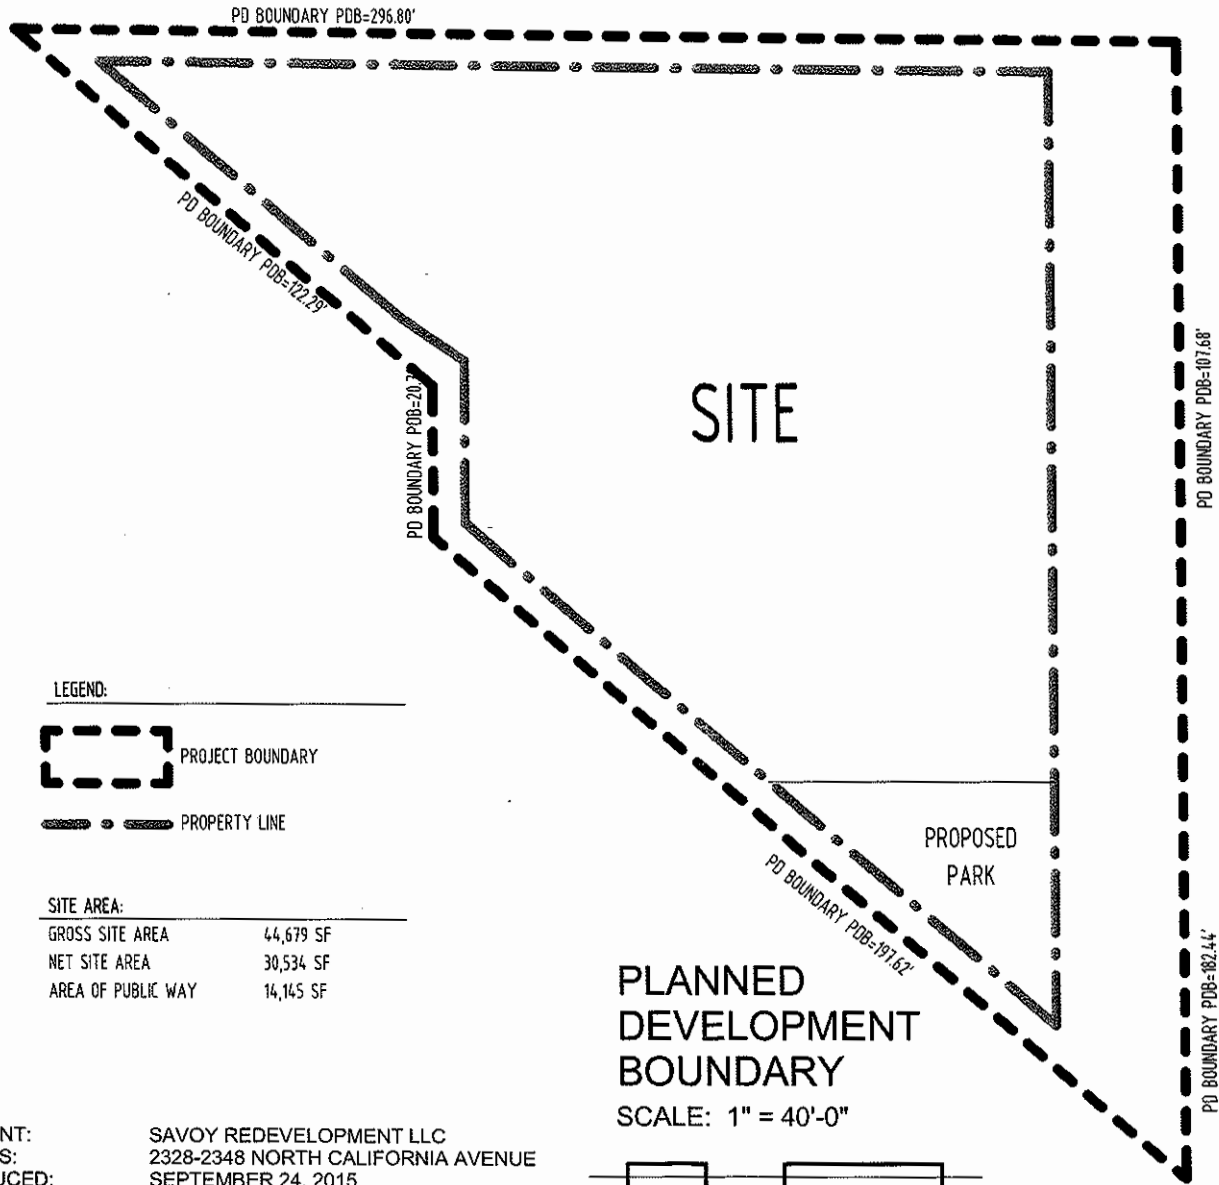 PD BOUNDARY PDB=296.80'
PD BOUNDARY PDB=122.29'
PD BOUNDARY PDB=20.
SITE
PD BOUNDARY PDB=107.68'
LEGEND:
PROJECT BOUNDARY
PROPERTY LINE
PROPOSED
PARK
PD BOUNDARY PDB=197.62'
PD BOUNDARY PDB=182.44'
SITE AREA:
GROSS SITE AREA 44,679 SF
NET SITE AREA 30,534 SF
AREA OF PUBLIC WAY 14,145 SF
PLANNED
DEVELOPMENT
BOUNDARY
SCALE: 1" = 40'-0"
NT: SAVOY REDEVELOPMENT LLC
S: 2328-2348 NORTH CALIFORNIA AVENUE
UCED: SEPTEMBER 24, 2015